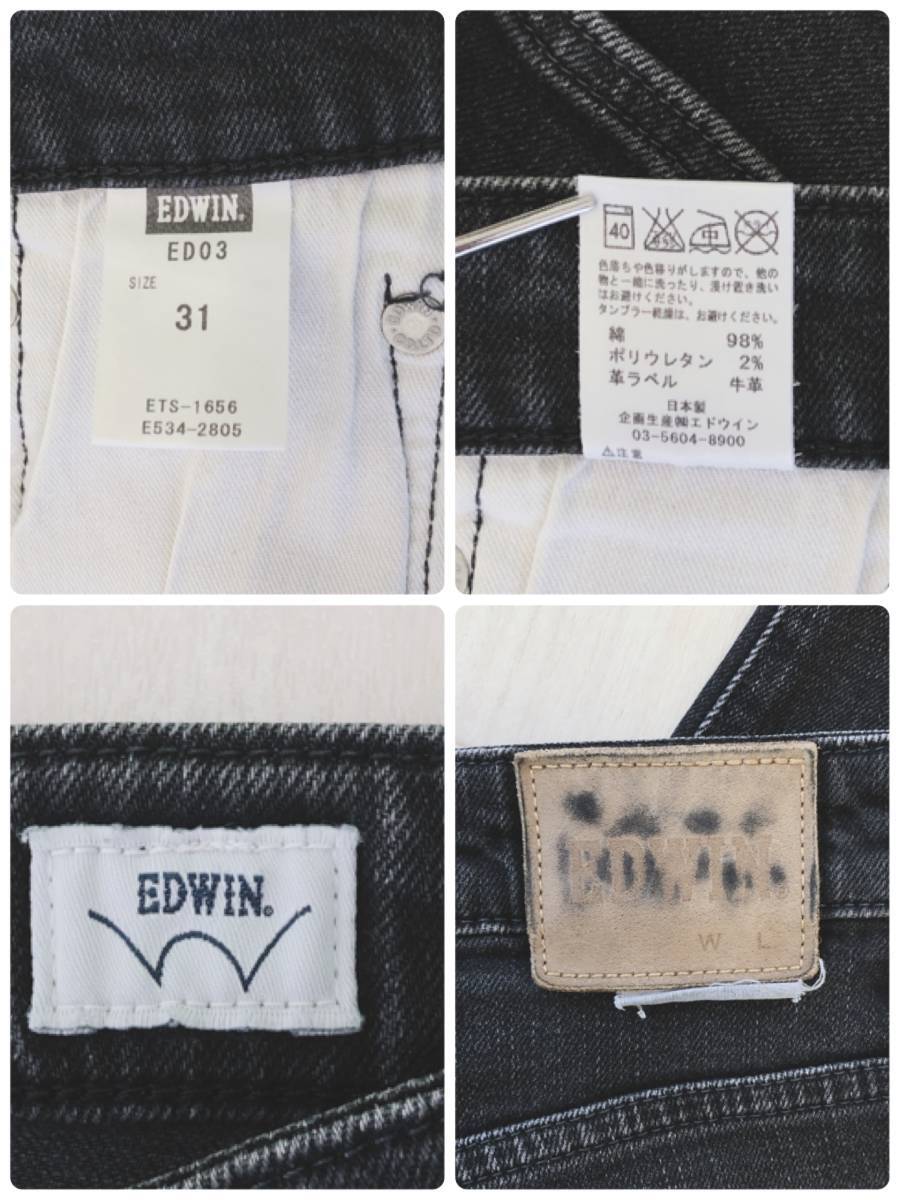 EDWIN®
ED03
SIZE
31
ETS-1656
E534-2805
40
中
色落ちや色移りがしますので、他の
物と一緒に洗ったり、浸け置き洗い
はお避けください。
タンブラー乾燥は、お避けください。
綿 98%
ポリウレタン 2%
革ラベル 牛革
日本製
企画生産㈱エドウイン
03-5604-8900
⚠注意
EDWIN®
EDWIN
W L